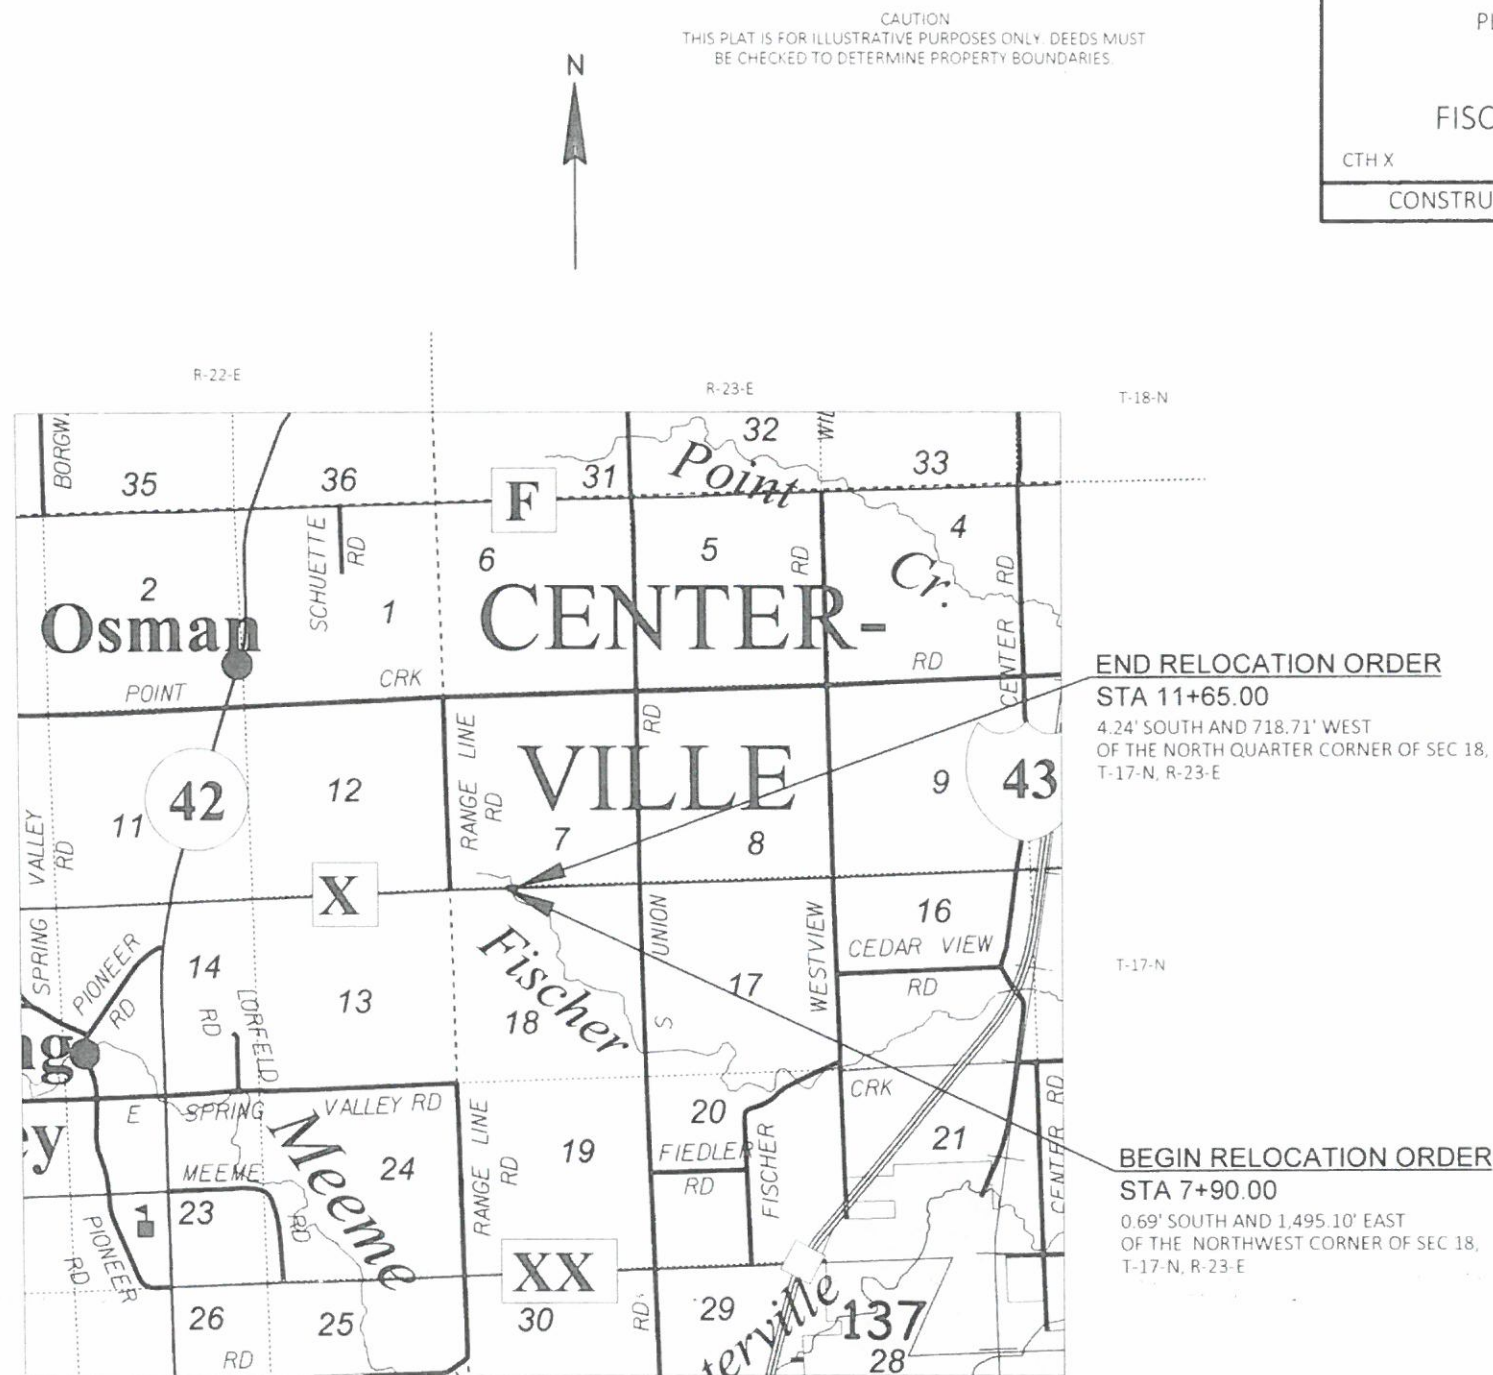 CAUTION
THIS PLAT IS FOR ILLUSTRATIVE PURPOSES ONLY. DEEDS MUST
BE CHECKED TO DETERMINE PROPERTY BOUNDARIES.
N
CTH X
R-22-E
R-23-E
T-18-N
32
35
36
31
33
Point
F
SCHUETTE
RD
2
1
6
5
RD
4
Cr.
CENTER RD
Osman
CENTER-
POINT
CRK
RD
END RELOCATION ORDER
STA 11+65.00
4.24' SOUTH AND 718.71' WEST
OF THE NORTH QUARTER CORNER OF SEC 18,
T-17-N, R-23-E
RANGE LINE
RD
RD
VILLE
42
12
11
7
8
9
43
SPRING VALLEY
RD
X
PIONEER
RD
14
RD
LORFELD
13
Fischer
18
S UNION
17
WESTVIEW
16
CEDAR VIEW
RD
T-17-N
E SPRING VALLEY RD
MEEME
RD
Meeme
24
23
RANGE LINE
RD
19
20
FIEDLER
RD
FISCHER
CRK
21
CENTER RD
BEGIN RELOCATION ORDER
STA 7+90.00
0.69' SOUTH AND 1,495.10' EAST
OF THE NORTHWEST CORNER OF SEC 18,
T-17-N, R-23-E
PIONEER
RD
XX
26
RD
25
30
RD
29
137
28